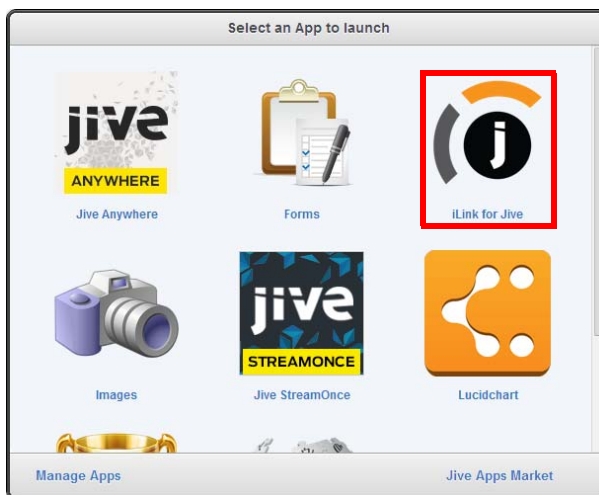 Select an App to launch
jive
ANYWHERE
j
Jive Anywhere
Forms
iLink for Jive
jive
STREAMONCE
Images
Jive StreamOnce
Lucidchart
Manage Apps
Jive Apps Market